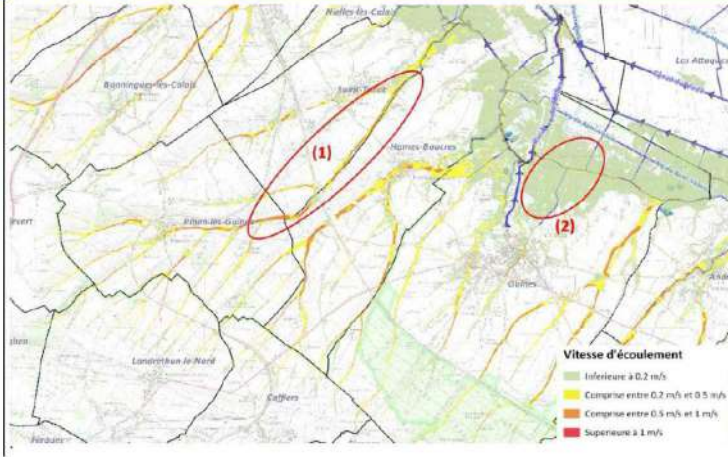 Nielles-lès-Calais
Les Attaques
Bonningues-lès-Calais
Saint-Tricat
(1)
Hames-Boucres
Pihen-lès-Guînes
(2)
Guînes
Landrethun-le-Nord
Caffiers
Vitesse d'écoulement
Inferieure à 0.2 m/s
Comprise entre 0.2 m/s et 0.5 m/s
Comprise entre 0.5 m/s et 1 m/s
Superieure à 1 m/s